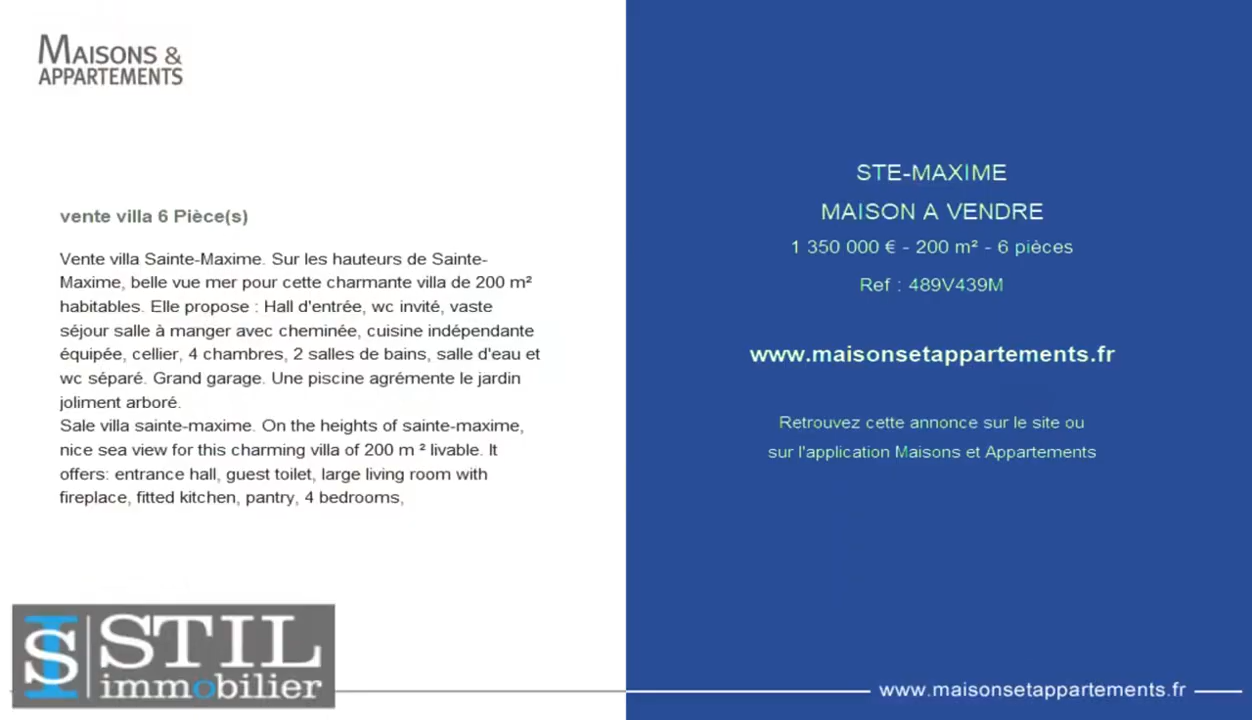 MAISONS &
APPARTEMENTS
vente villa 6 Pièce(s)
Vente villa Sainte-Maxime. Sur les hauteurs de Sainte-
Maxime, belle vue mer pour cette charmante villa de 200 m²
habitables. Elle propose : Hall d'entrée, wc invité, vaste
séjour salle à manger avec cheminée, cuisine indépendante
équipée, cellier, 4 chambres, 2 salles de bains, salle d'eau et
wc séparé. Grand garage. Une piscine agrémente le jardin
joliment arboré.
Sale villa sainte-maxime. On the heights of sainte-maxime,
nice sea view for this charming villa of 200 m ² livable. It
offers: entrance hall, guest toilet, large living room with
fireplace, fitted kitchen, pantry, 4 bedrooms,
SI STIL
immobilier
STE-MAXIME
MAISON A VENDRE
1 350 000 € - 200 m² - 6 pièces
Ref : 489V439M
www.maisonsetappartements.fr
Retrouvez cette annonce sur le site ou
sur l'application Maisons et Appartements
www.maisonsetappartements.fr